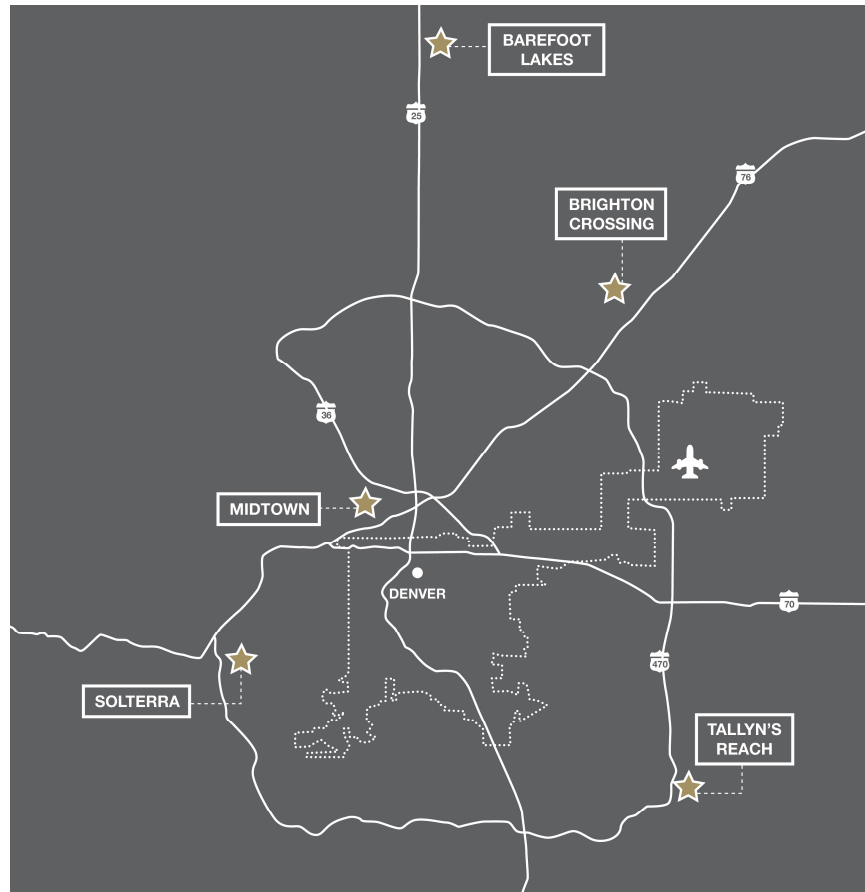 BAREFOOT
LAKES
25
76
BRIGHTON
CROSSING
36
MIDTOWN
DENVER
70
470
SOLTERRA
TALLYN'S
REACH